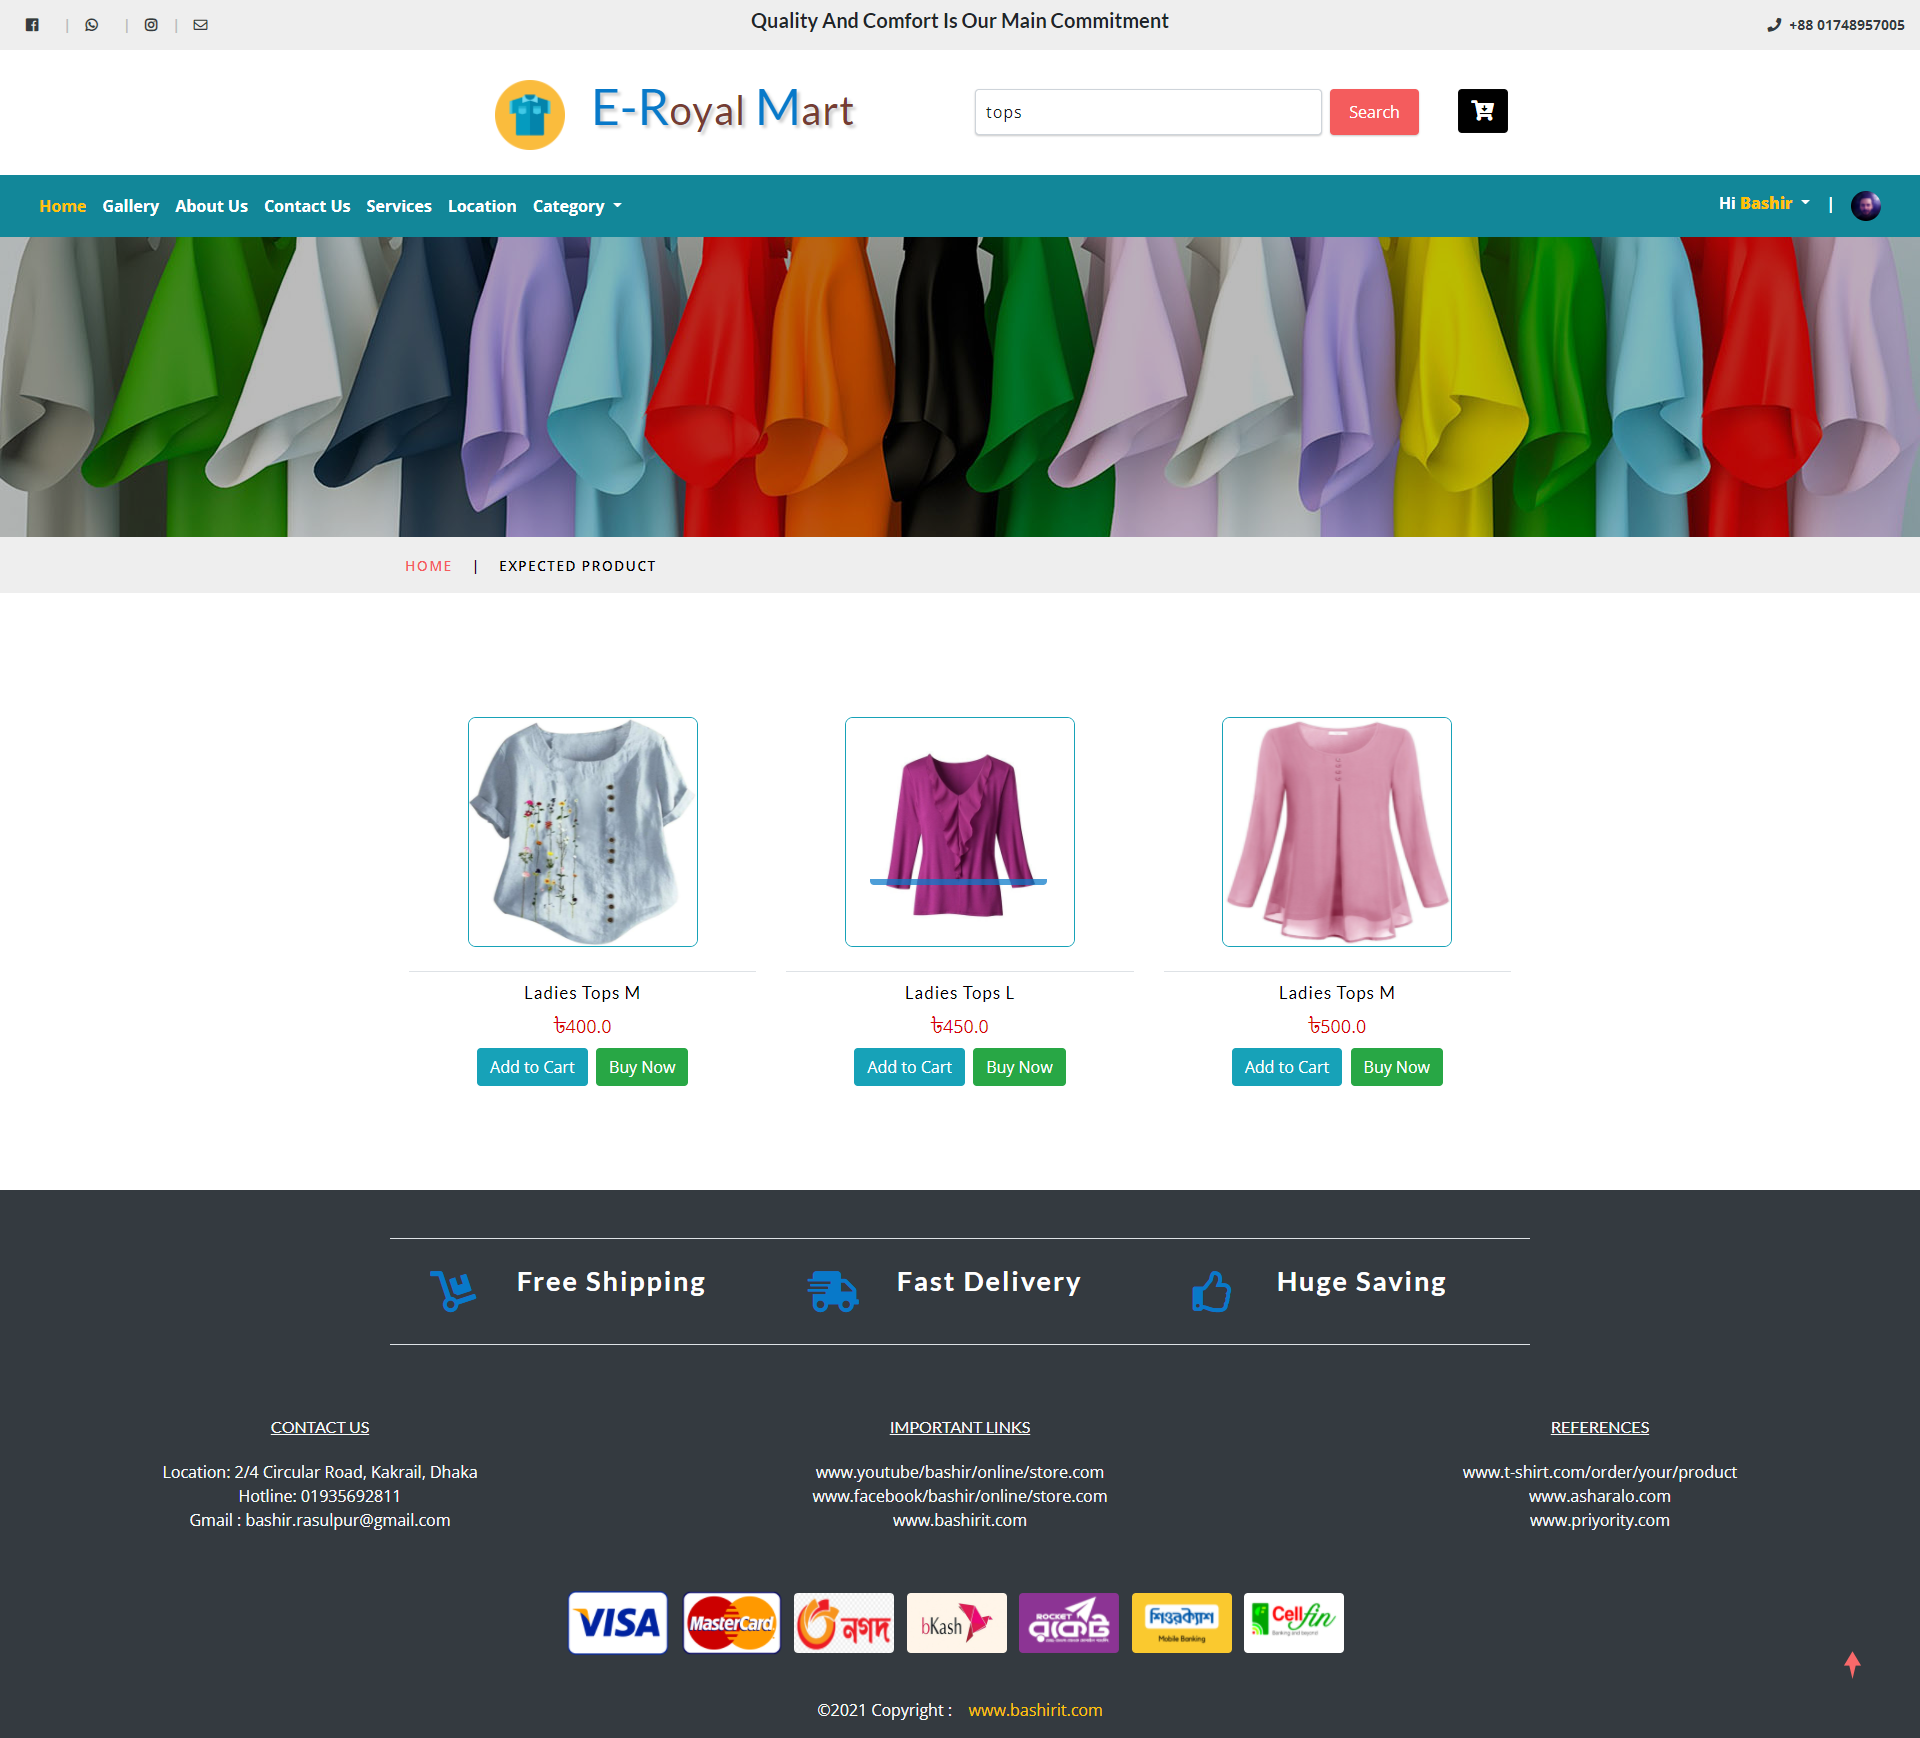 Quality And Comfort Is Our Main Commitment
+88 01748957005
E-Royal Mart
tops
Search
Home Gallery About Us Contact Us Services Location Category
Hi Bashir |
HOME | EXPECTED PRODUCT
Ladies Tops M
৳400.0
Add to Cart Buy Now
Ladies Tops L
৳450.0
Add to Cart Buy Now
Ladies Tops M
৳500.0
Add to Cart Buy Now
Free Shipping
Fast Delivery
Huge Saving
CONTACT US
Location: 2/4 Circular Road, Kakrail, Dhaka
Hotline: 01935692811
Gmail : bashir.rasulpur@gmail.com
IMPORTANT LINKS
www.youtube/bashir/online/store.com
www.facebook/bashir/online/store.com
www.bashirit.com
REFERENCES
www.t-shirt.com/order/your/product
www.asharalo.com
www.priyority.com
VISA
MasterCard
নগদ
bKash
ROCKET
রকেট
শিওরক্যাশ
Mobile Banking
Cellfin
Banking and beyond
©2021 Copyright : www.bashirit.com